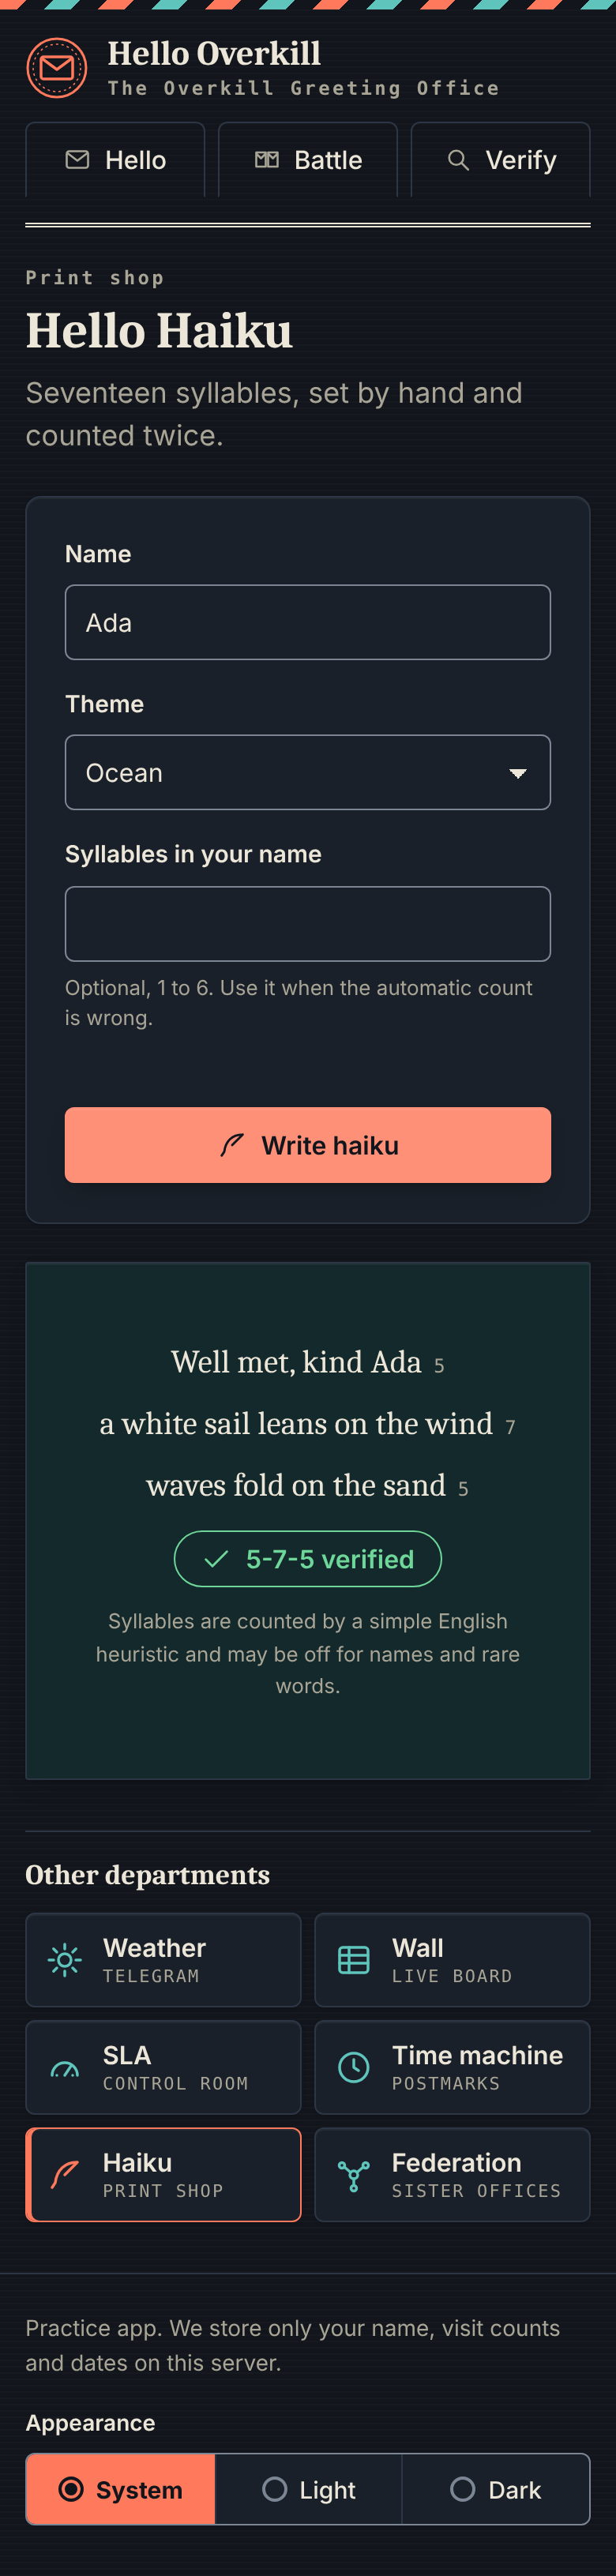 Hello Overkill
The Overkill Greeting Office
Hello
Battle
Verify
Print shop
Hello Haiku
Seventeen syllables, set by hand and
counted twice.
Name
Ada
Theme
Ocean
Syllables in your name
Optional, 1 to 6. Use it when the automatic count
is wrong.
Write haiku
Well met, kind Ada 5
a white sail leans on the wind 7
waves fold on the sand 5
5-7-5 verified
Syllables are counted by a simple English
heuristic and may be off for names and rare
words.
Other departments
Weather
TELEGRAM
Wall
LIVE BOARD
SLA
CONTROL ROOM
Time machine
POSTMARKS
Haiku
PRINT SHOP
Federation
SISTER OFFICES
Practice app. We store only your name, visit counts
and dates on this server.
Appearance
System
Light
Dark